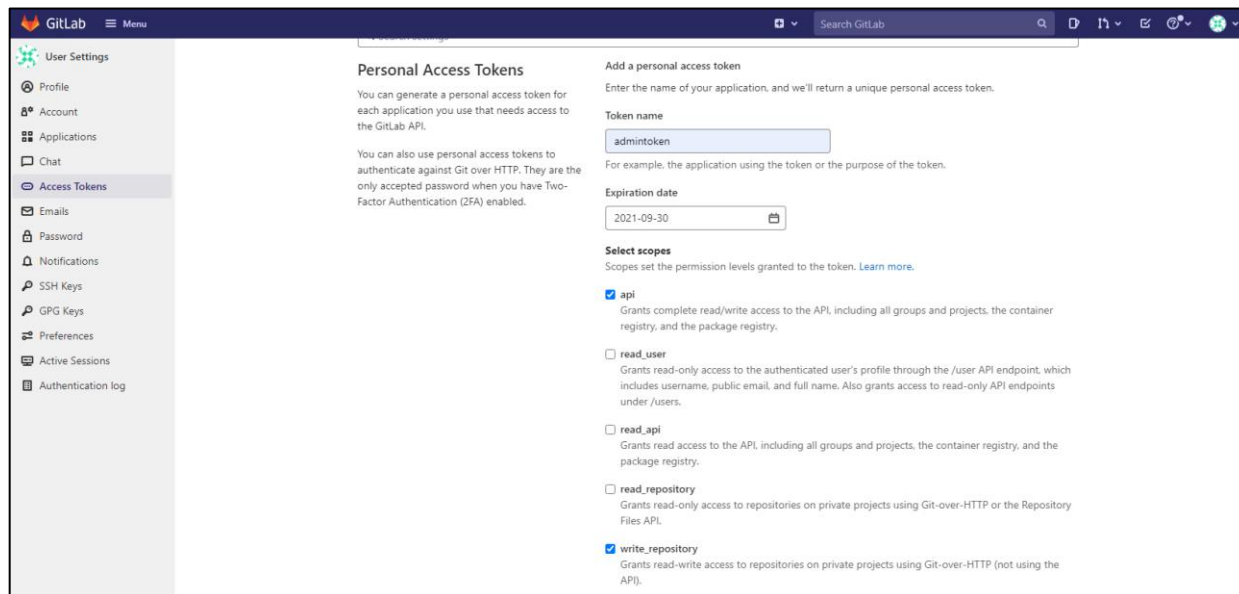 GitLab
Menu
Search GitLab
User Settings
Profile
Account
Applications
Chat
Access Tokens
Emails
Password
Notifications
SSH Keys
GPG Keys
Preferences
Active Sessions
Authentication log
Personal Access Tokens
You can generate a personal access token for
each application you use that needs access to
the GitLab API.
You can also use personal access tokens to
authenticate against Git over HTTP. They are the
only accepted password when you have Two-
Factor Authentication (2FA) enabled.
Add a personal access token
Enter the name of your application, and we'll return a unique personal access token.
Token name
admintoken
For example, the application using the token or the purpose of the token.
Expiration date
2021-09-30
Select scopes
Scopes set the permission levels granted to the token. Learn more.
api
Grants complete read/write access to the API, including all groups and projects, the container
registry, and the package registry.
read_user
Grants read-only access to the authenticated user's profile through the /user API endpoint, which
includes username, public email, and full name. Also grants access to read-only API endpoints
under /users.
read_api
Grants read access to the API, including all groups and projects, the container registry, and the
package registry.
read_repository
Grants read-only access to repositories on private projects using Git-over-HTTP or the Repository
Files API.
write_repository
Grants read-write access to repositories on private projects using Git-over-HTTP (not using the
API).